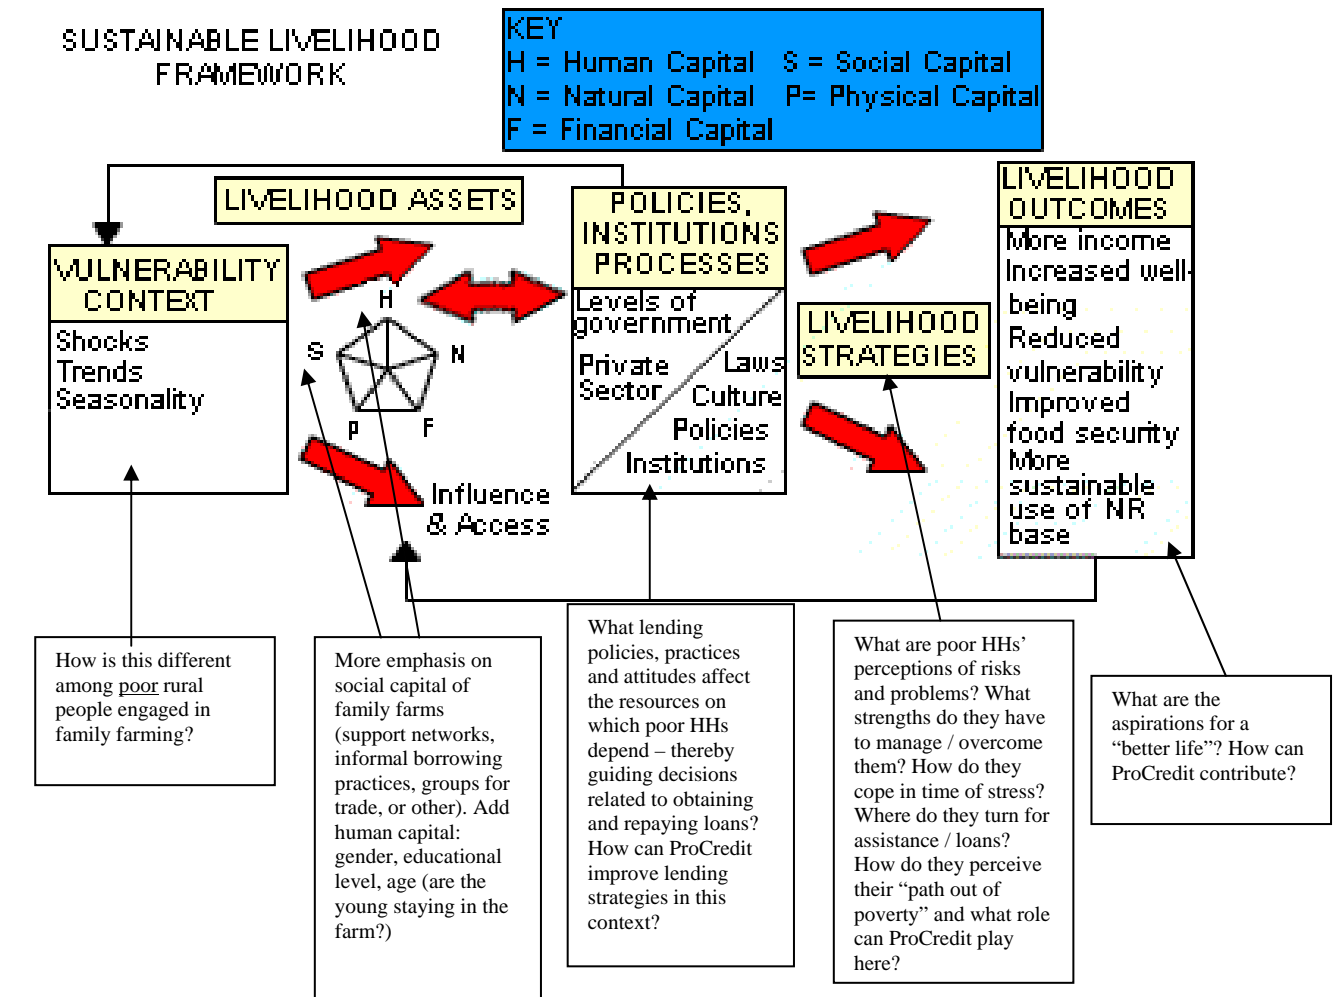 SUSTAINABLE LIVELIHOOD
FRAMEWORK
KEY
H = Human Capital S = Social Capital
N = Natural Capital P= Physical Capital
F = Financial Capital
LIVELIHOOD ASSETS
VULNERABILITY
CONTEXT
Shocks
Trends
Seasonality
H
S
N
P
F
Influence
& Access
POLICIES,
INSTITUTIONS
PROCESSES
Levels of
government
Private
Sector
Laws
Culture
Policies
Institutions
LIVELIHOOD
STRATEGIES
LIVELIHOOD
OUTCOMES
More income
Increased well-
being
Reduced
vulnerability
Improved
food security
More
sustainable
use of NR
base
How is this different
among poor rural
people engaged in
family farming?
More emphasis on
social capital of
family farms
(support networks,
informal borrowing
practices, groups for
trade, or other). Add
human capital:
gender, educational
level, age (are the
young staying in the
farm?)
What lending
policies, practices
and attitudes affect
the resources on
which poor HHs
depend – thereby
guiding decisions
related to obtaining
and repaying loans?
How can ProCredit
improve lending
strategies in this
context?
What are poor HHs’
perceptions of risks
and problems? What
strengths do they have
to manage / overcome
them? How do they
cope in time of stress?
Where do they turn for
assistance / loans?
How do they perceive
their “path out of
poverty” and what role
can ProCredit play
here?
What are the
aspirations for a
“better life”? How can
ProCredit contribute?